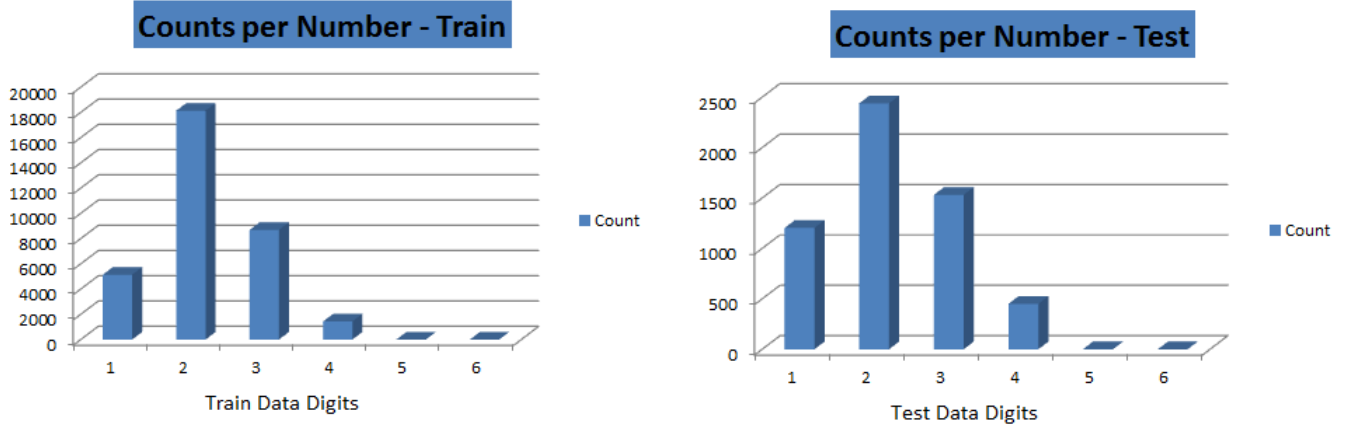 Counts per Number - Train
20000
18000
16000
14000
12000
10000
8000
6000
4000
2000
0
1 2 3 4 5 6
Train Data Digits
Count
Counts per Number - Test
2500
2000
1500
1000
500
0
1 2 3 4 5 6
Test Data Digits
Count